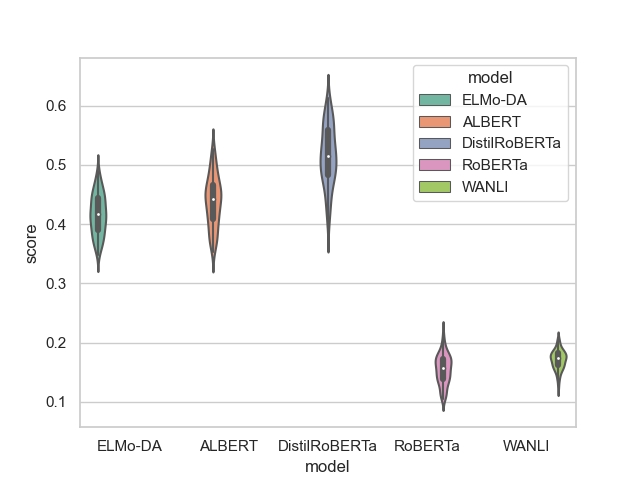 model
ELMo-DA
ALBERT
DistilRoBERTa
RoBERTa
WANLI
score
0.6
0.5
0.4
0.3
0.2
0.1
ELMo-DA ALBERT DistilRoBERTa RoBERTa WANLI
model